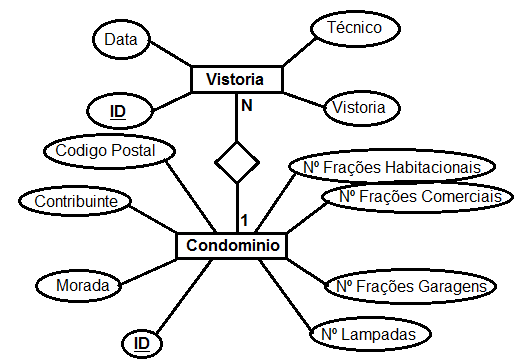 Data
Técnico
Vistoria
ID
N
Vistoria
Codigo Postal
Nº Frações Habitacionais
Contribuinte
Nº Frações Comerciais
1
Condominio
Morada
Nº Frações Garagens
ID
Nº Lampadas